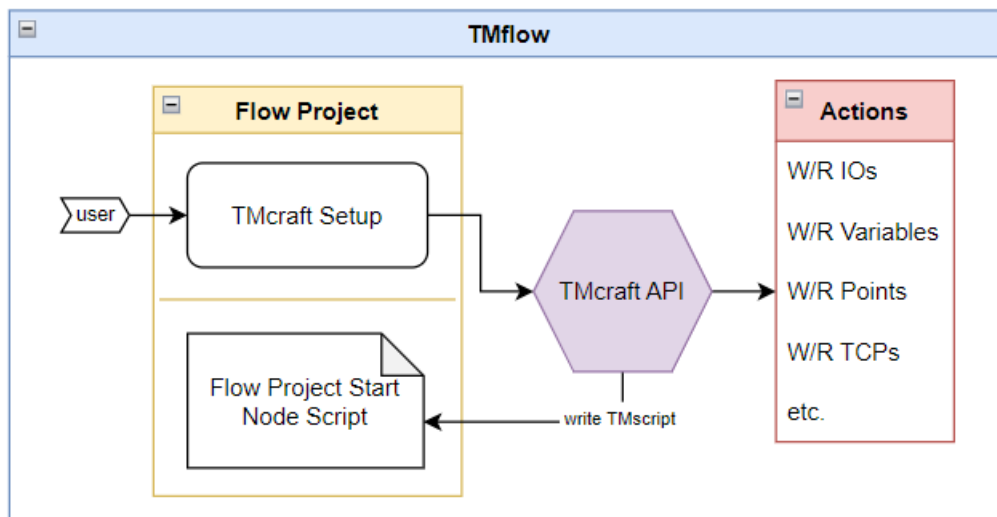 TMflow
Flow Project
user
TMcraft Setup
Flow Project Start
Node Script
TMcraft API
write TMscript
Actions
W/R IOs
W/R Variables
W/R Points
W/R TCPs
etc.